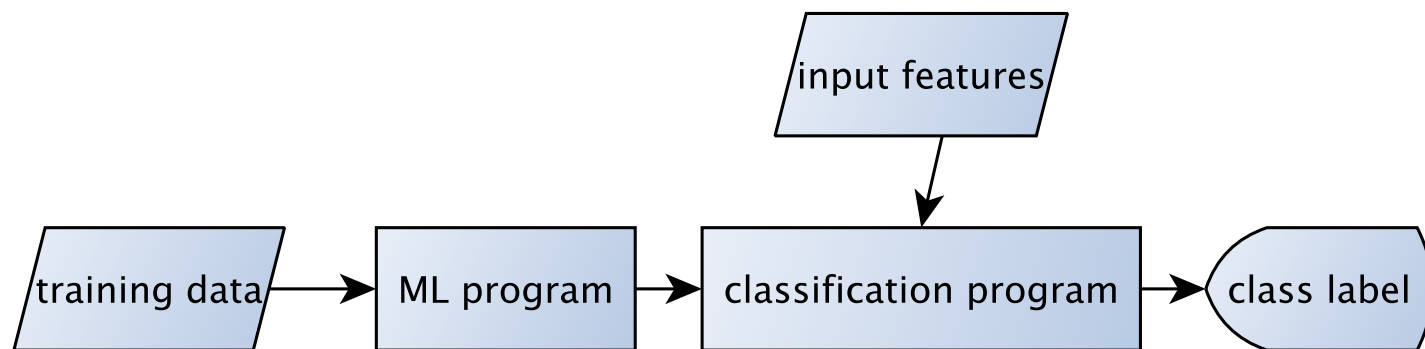 input features
training data
ML program
classification program
class label